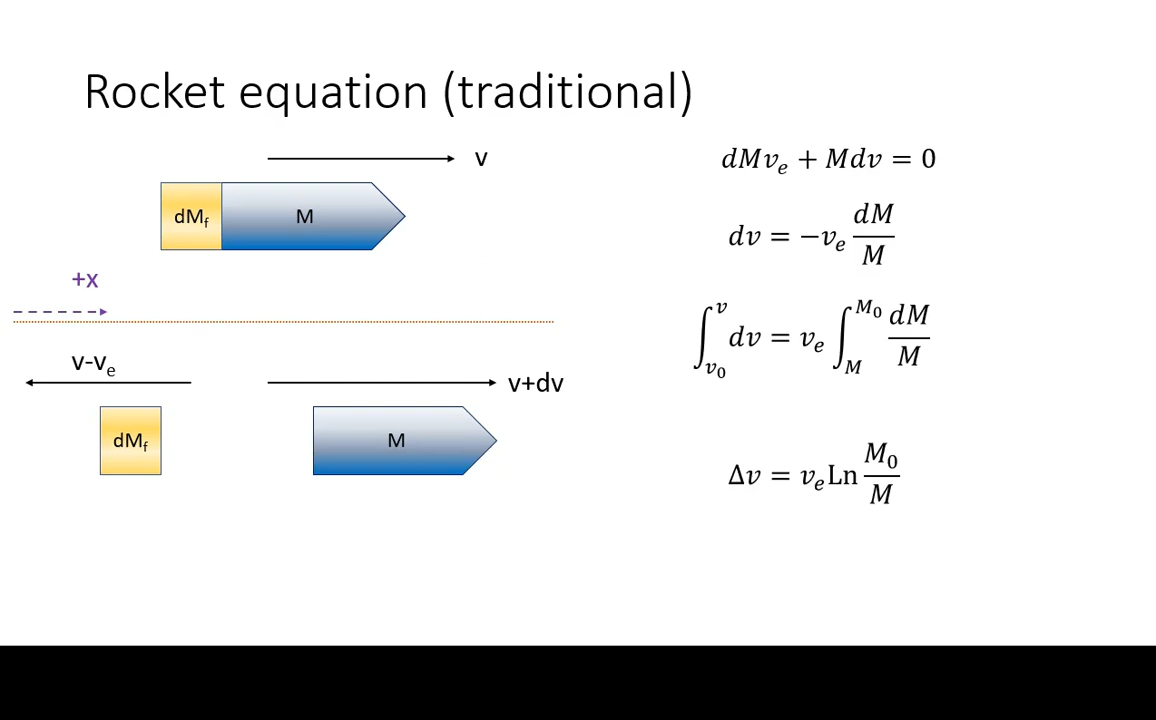 Rocket equation (traditional)
v
dM_f M
+x
v-v_e
v+dv
dM_f M
dMv_e + Mdv = 0
dv = −v_e dM/M
∫_{v_0}^{v} dv = v_e ∫_{M}^{M_0} dM/M
Δv = v_e Ln M_0/M